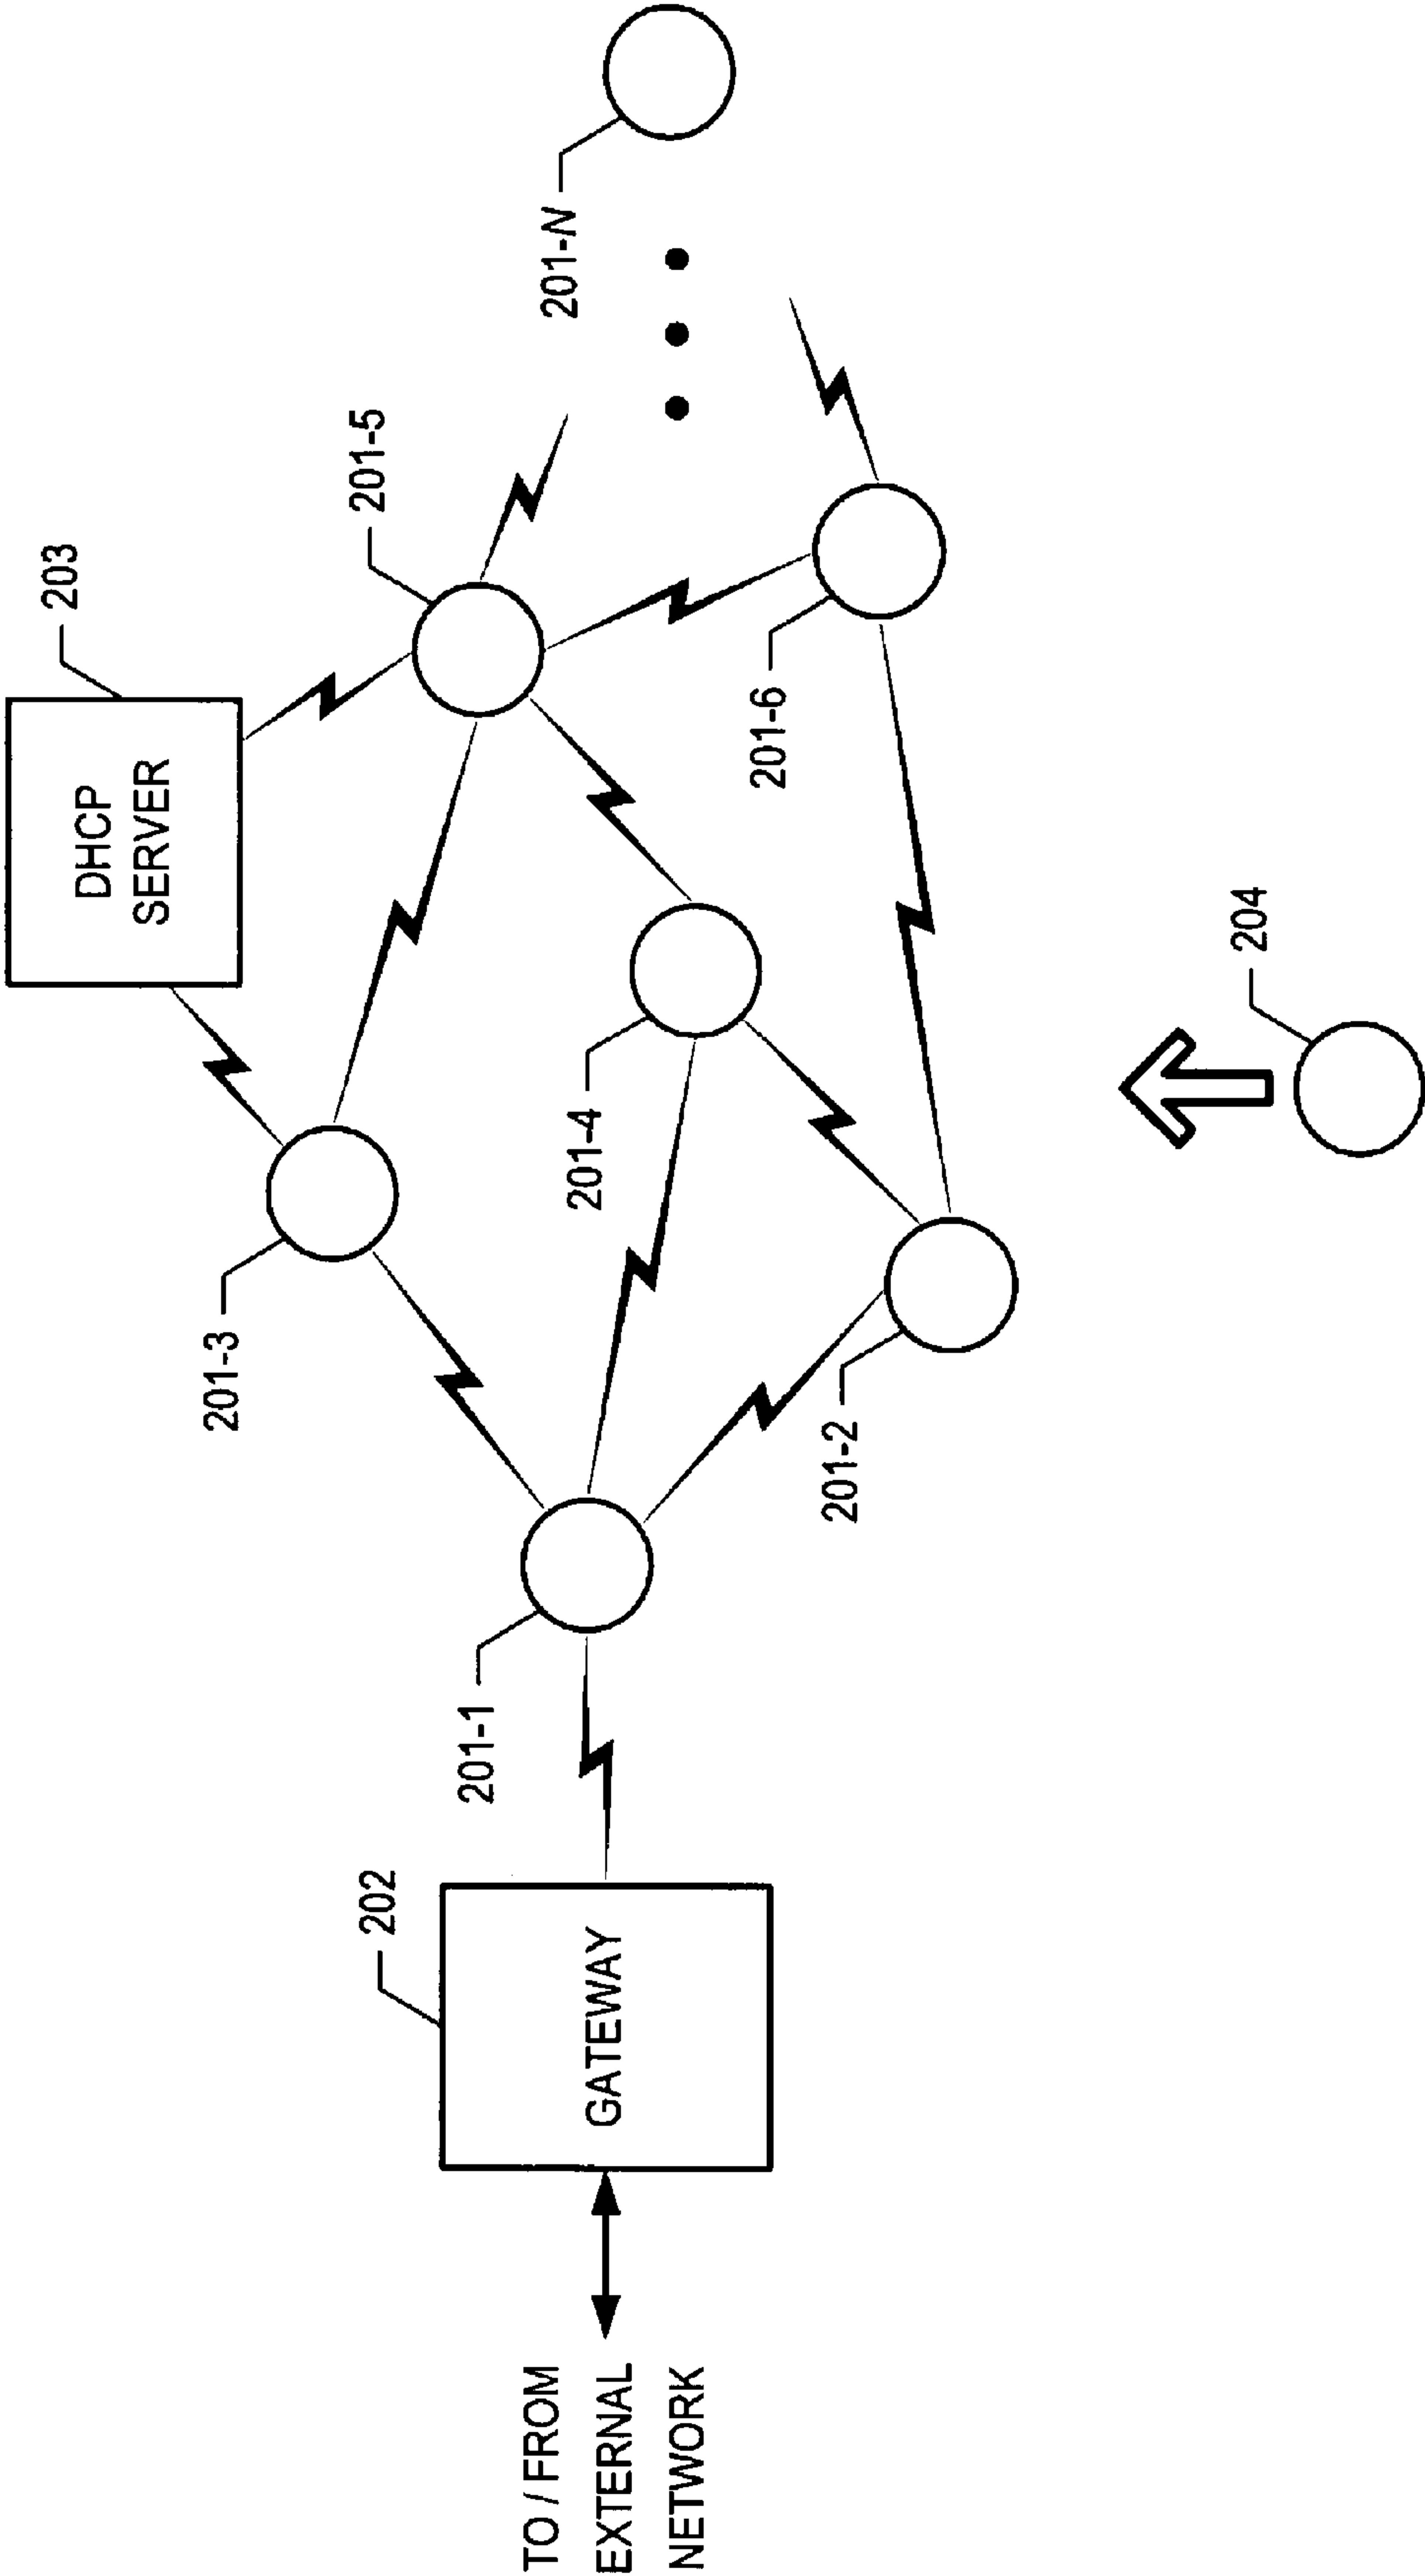 DHCP
SERVER
203
201-5
201-N
201-3
201-4
201-6
202
201-1
GATEWAY
TO / FROM
EXTERNAL
NETWORK
201-2
204